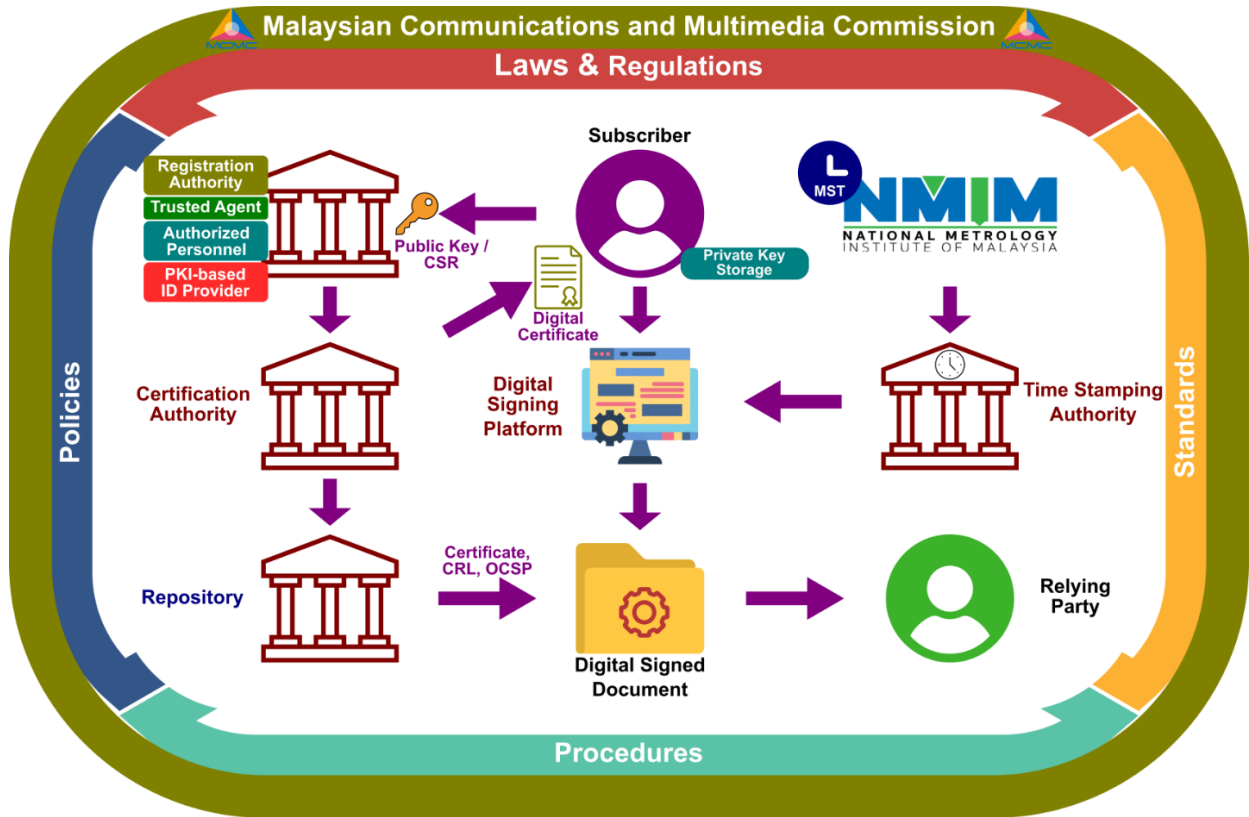 Malaysian Communications and Multimedia Commission
MCMC
MCMC
Laws & Regulations
Policies
Standards
Procedures
Registration
Authority
Trusted Agent
Authorized
Personnel
PKI-based
ID Provider
Public Key /
CSR
Subscriber
Private Key
Storage
MST
NMIM
NATIONAL METROLOGY
INSTITUTE OF MALAYSIA
Digital
Certificate
Certification
Authority
Digital
Signing
Platform
Time Stamping
Authority
Repository
Certificate,
CRL, OCSP
Digital Signed
Document
Relying
Party